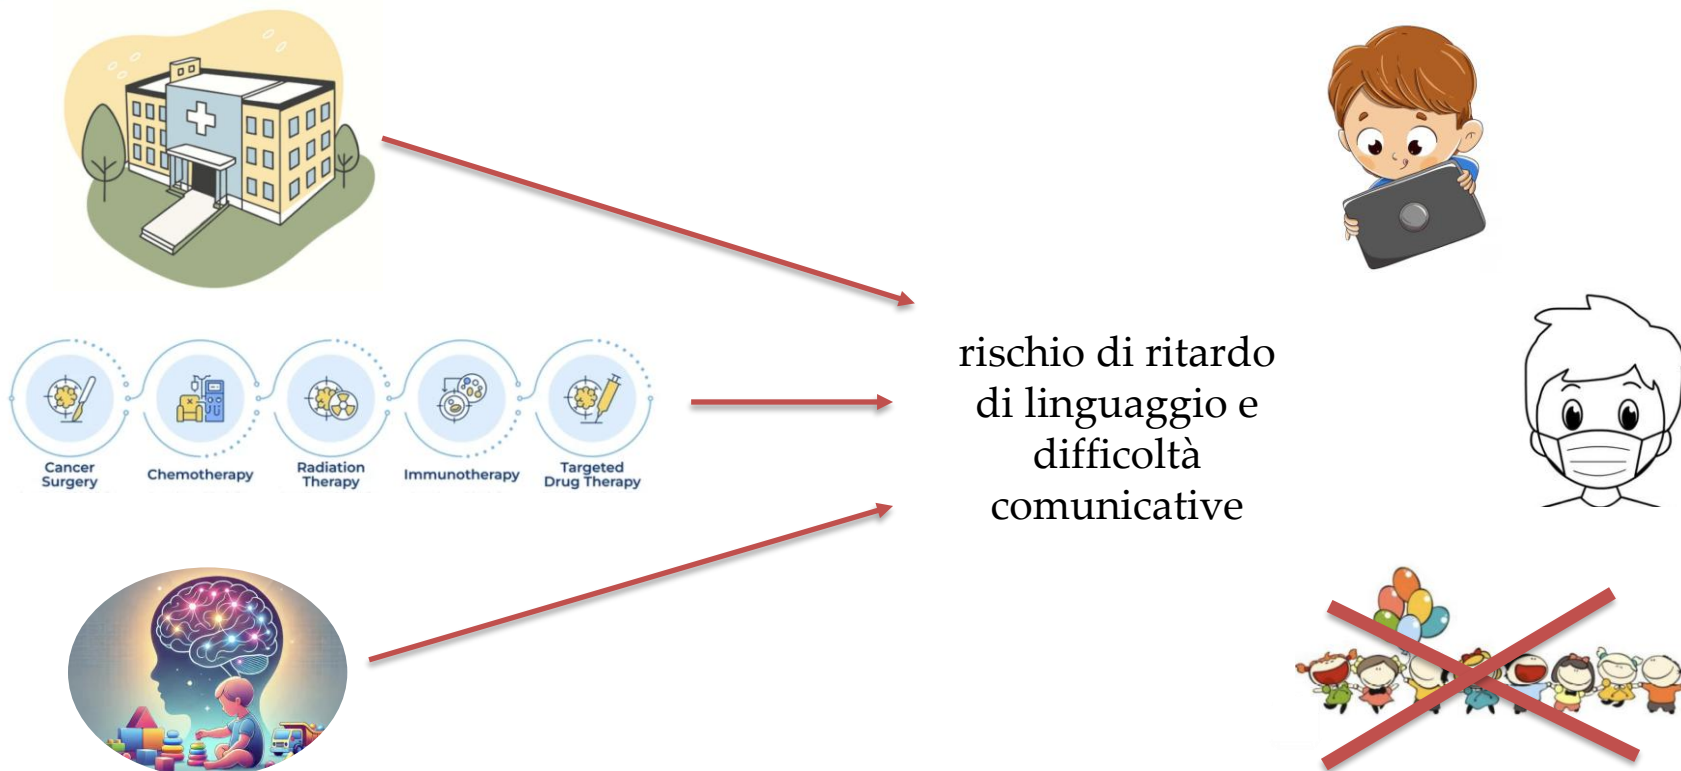 rischio di ritardo
di linguaggio e
difficoltà
comunicative
Cancer
Surgery
Chemotherapy
Radiation
Therapy
Immunotherapy
Targeted
Drug Therapy